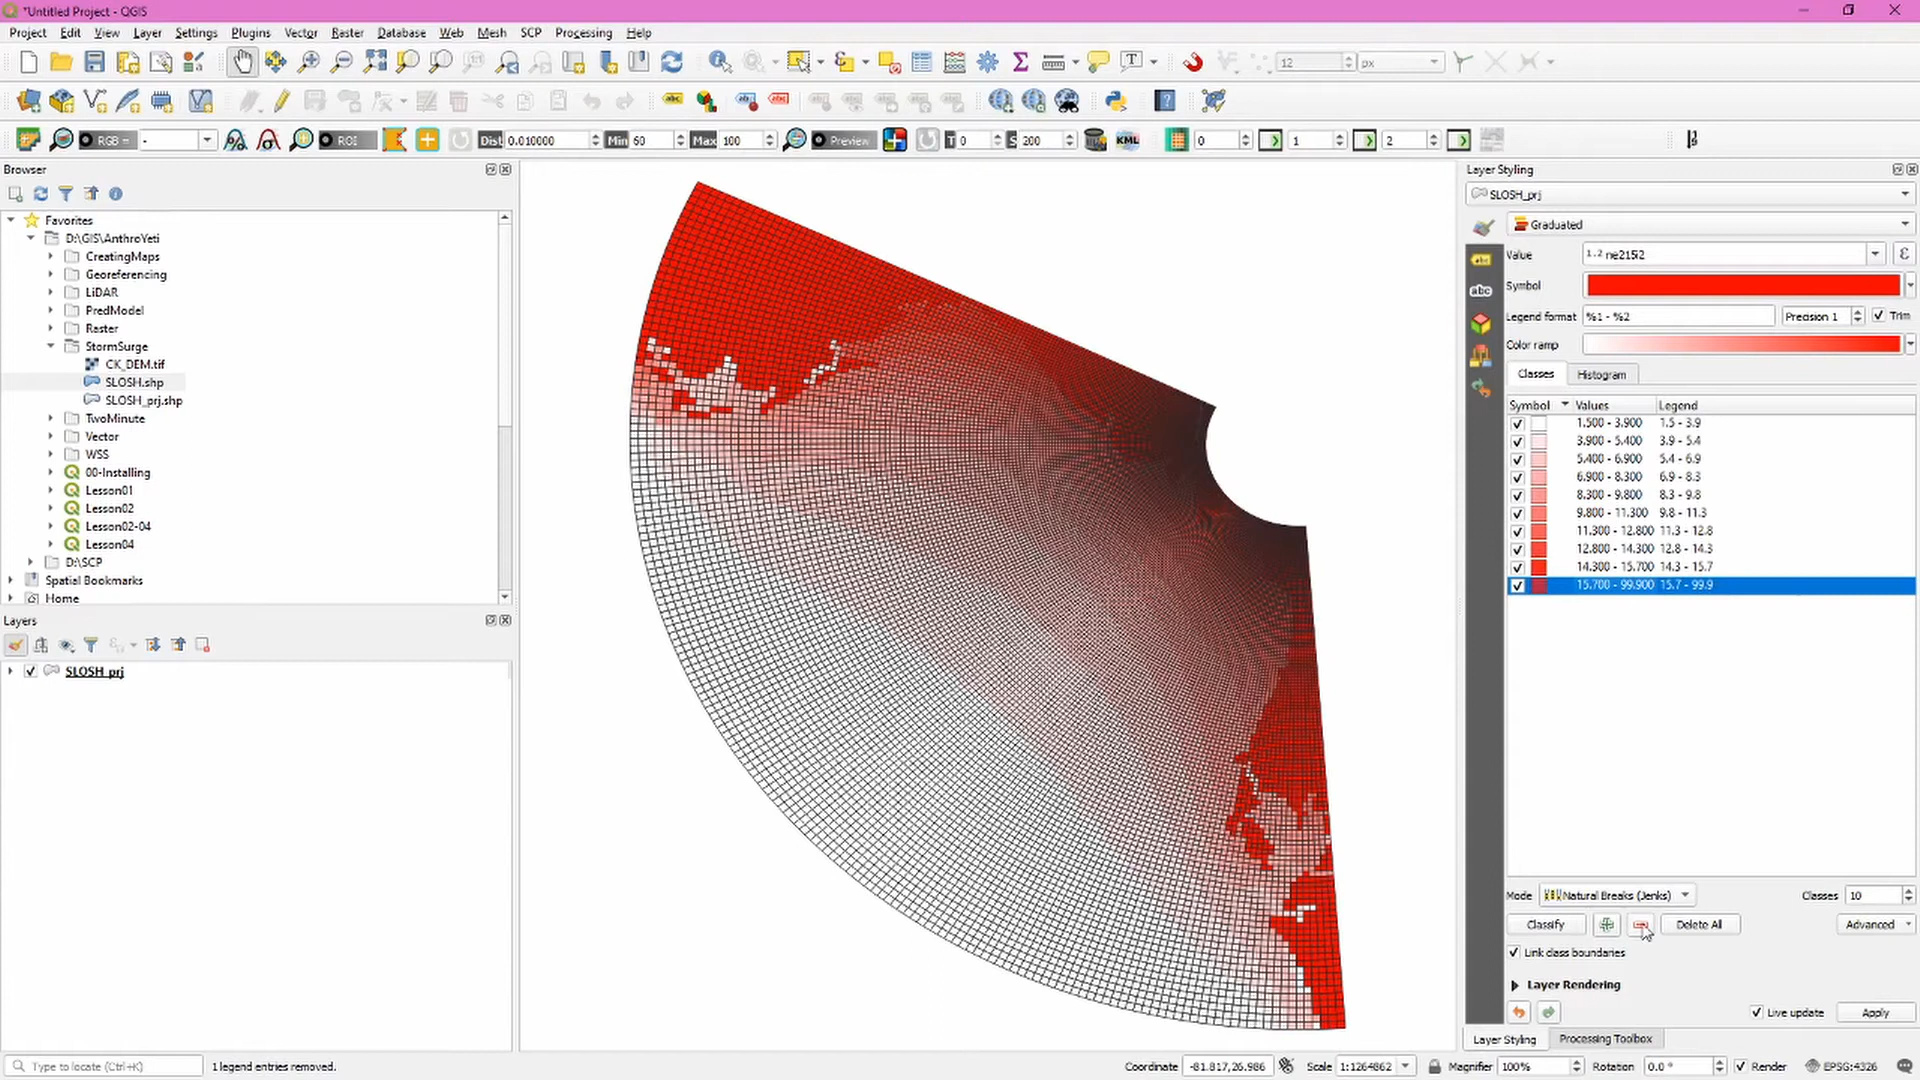 *Untitled Project - QGIS
Project Edit View Layer Settings Plugins Vector Raster Database Web Mesh SCP Processing Help
12 px
RGB = - ROI Dist 0.010000 Min 60 Max 100 Preview T 0 S 200 KML 0 1 2
Browser
Favorites
D:\GIS\AnthroYeti
CreatingMaps
Georeferencing
LiDAR
PredModel
Raster
StormSurge
CK_DEM.tif
SLOSH.shp
SLOSH_prj.shp
TwoMinute
Vector
WSS
00-Installing
Lesson01
Lesson02
Lesson02-04
Lesson04
D:\SCP
Spatial Bookmarks
Home
Layers
SLOSH_prj
Layer Styling
SLOSH_prj
Graduated
Value 1.2 ne215i2
Symbol
Legend format %1 - %2 Precision 1 Trim
Color ramp
Classes Histogram
Symbol Values Legend
1.500 - 3.900 1.5 - 3.9
3.900 - 5.400 3.9 - 5.4
5.400 - 6.900 5.4 - 6.9
6.900 - 8.300 6.9 - 8.3
8.300 - 9.800 8.3 - 9.8
9.800 - 11.300 9.8 - 11.3
11.300 - 12.800 11.3 - 12.8
12.800 - 14.300 12.8 - 14.3
14.300 - 15.700 14.3 - 15.7
15.700 - 99.900 15.7 - 99.9
Mode Natural Breaks (Jenks) Classes 10
Classify Delete All Advanced
Link class boundaries
Layer Rendering
Live update Apply
Layer Styling Processing Toolbox
Type to locate (Ctrl+K) 1 legend entries removed. Coordinate -81.817,26.986 Scale 1:1264862 Magnifier 100% Rotation 0.0 ° Render EPSG:4326